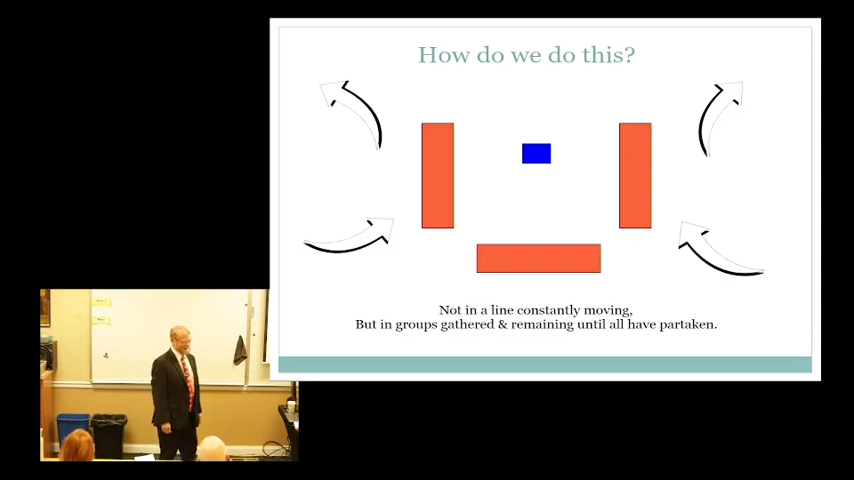 How do we do this?
Not in a line constantly moving,
But in groups gathered & remaining until all have partaken.